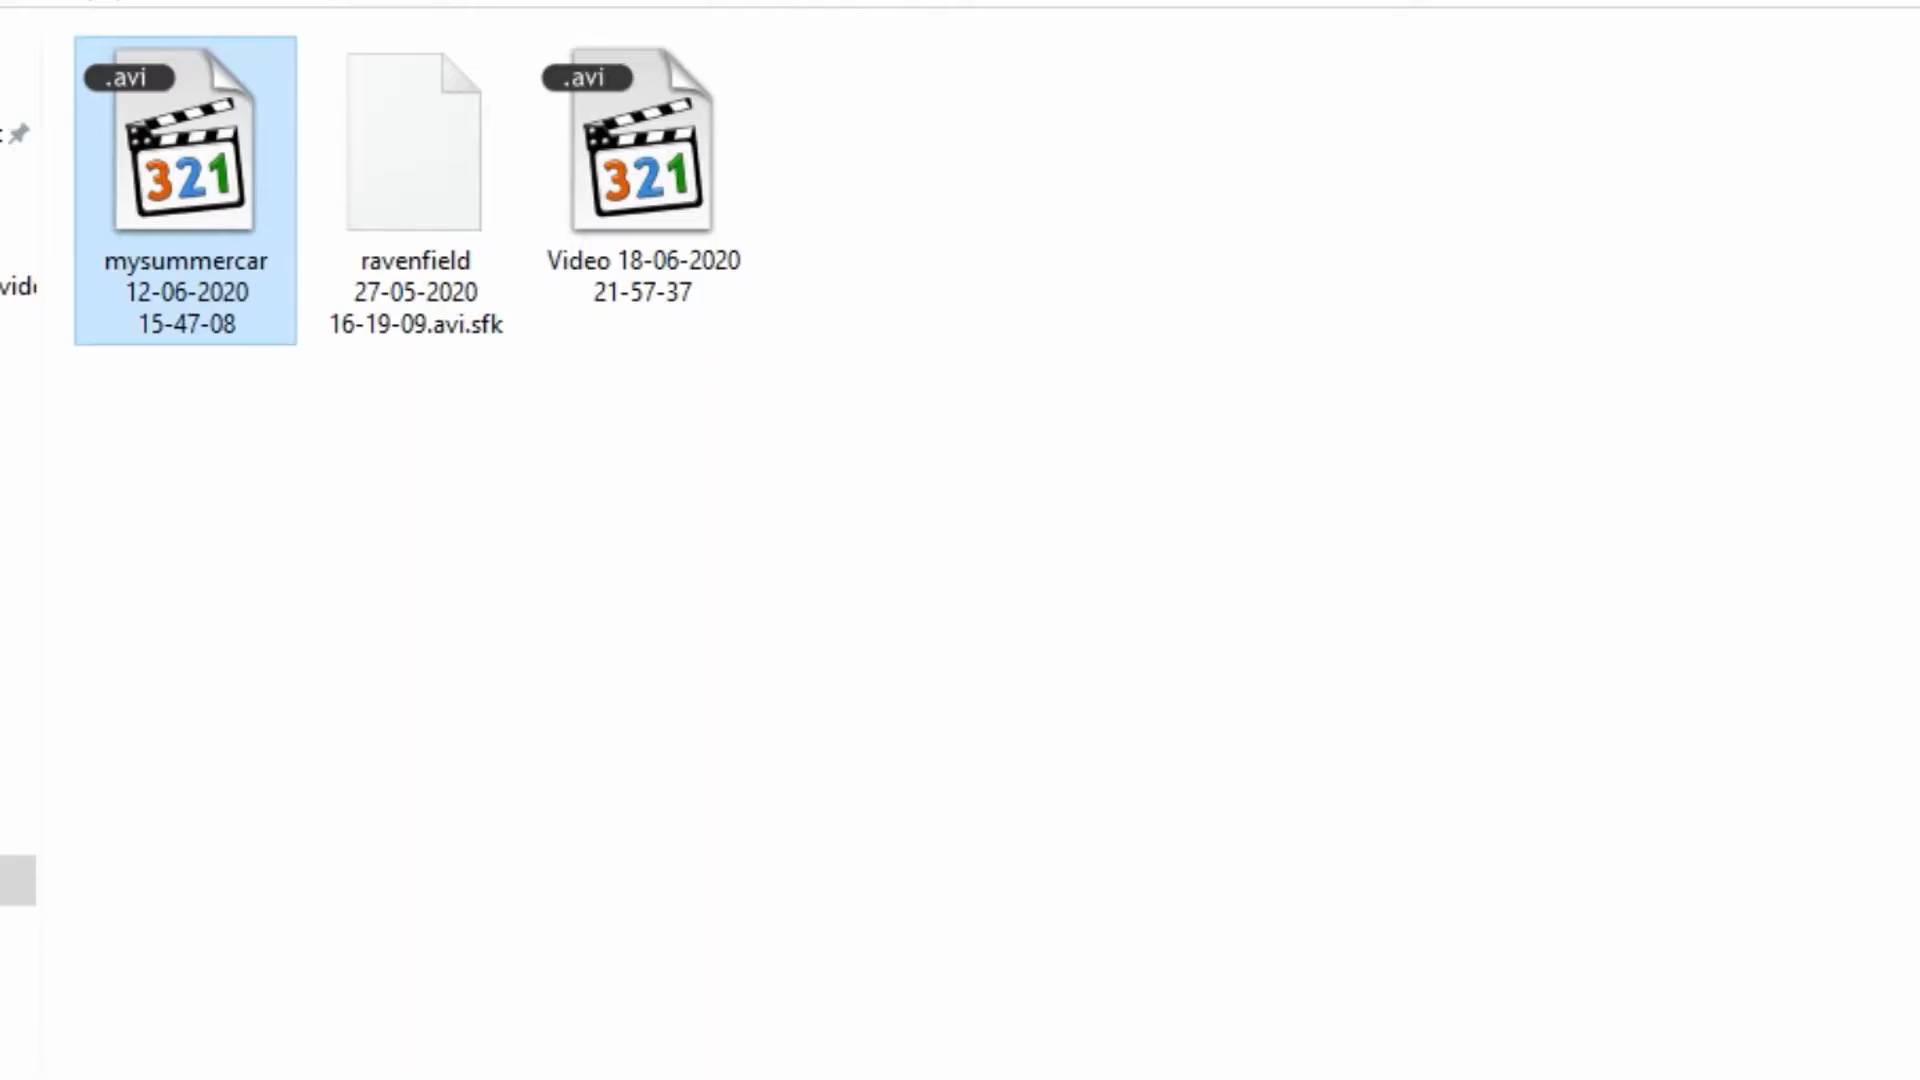 .avi
321
mysummercar
12-06-2020
15-47-08
ravenfield
27-05-2020
16-19-09.avi.sfk
.avi
321
Video 18-06-2020
21-57-37